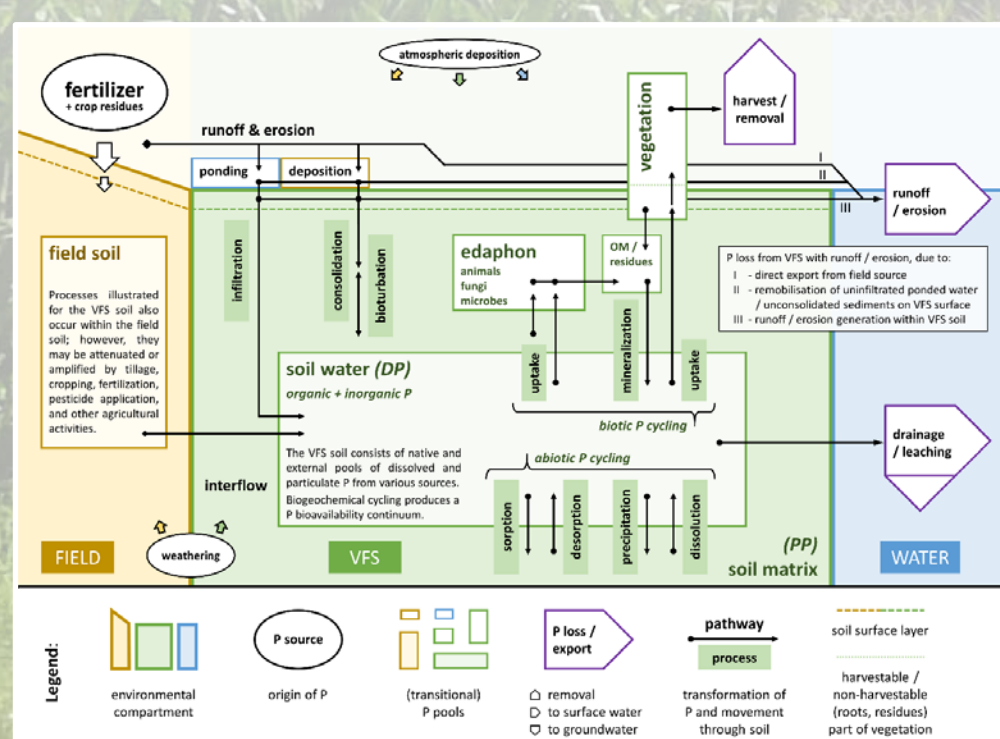 atmospheric deposition
fertilizer
+ crop residues
runoff & erosion
ponding
deposition
vegetation
harvest /
removal
I
II
III
runoff
/ erosion
field soil
Processes illustrated
for the VFS soil also
occur within the field
soil; however, they
may be attenuated or
amplified by tillage,
cropping, fertilization,
pesticide application,
and other agricultural
activities.
infiltration
consolidation
bioturbation
edaphon
animals
fungi
microbes
OM /
residues
P loss from VFS with runoff / erosion, due to:
I - direct export from field source
II - remobilisation of uninfiltrated ponded water
/ unconsolidated sediments on VFS surface
III - runoff / erosion generation within VFS soil
uptake
mineralization
uptake
soil water (DP)
organic + inorganic P
biotic P cycling
The VFS soil consists of native and
external pools of dissolved and
particulate P from various sources.
Biogeochemical cycling produces a
P bioavailability continuum.
abiotic P cycling
drainage
/ leaching
interflow
sorption
desorption
precipitation
dissolution
weathering
FIELD
VFS
(PP)
soil matrix
WATER
Legend:
environmental
compartment
P source
origin of P
(transitional)
P pools
P loss /
export
removal
to surface water
to groundwater
pathway
process
transformation of
P and movement
through soil
soil surface layer
harvestable /
non-harvestable
(roots, residues)
part of vegetation